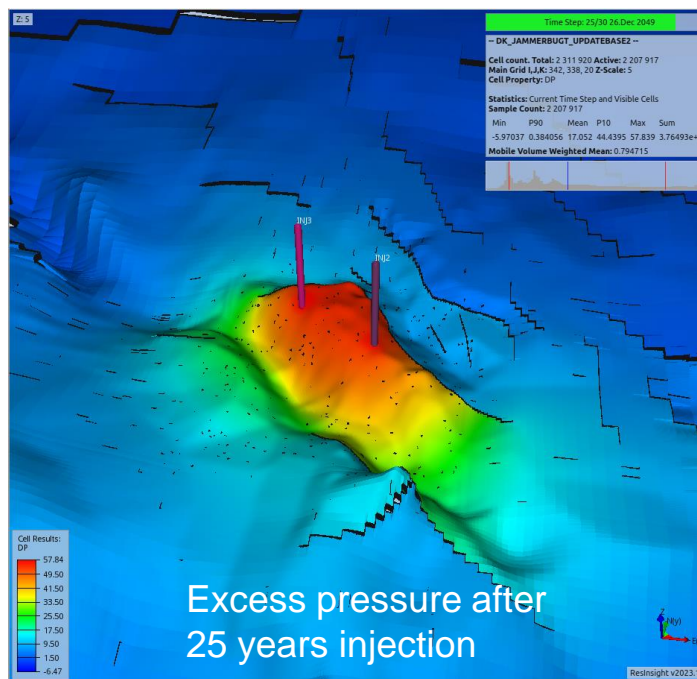 Z: 5
Time Step: 25/30 26.Dec 2049
-- DK_JAMMERBUGT_UPDATEBASE2 --
Cell count. Total: 2 311 920 Active: 2 207 917
Main Grid I,J,K: 342, 338, 20 Z-Scale: 5
Cell Property: DP
Statistics: Current Time Step and Visible Cells
Sample Count: 2 207 917
Min P90 Mean P10 Max Sum
-5.97037 0.384056 17.052 44.4395 57.839 3.76493e+
Mobile Volume Weighted Mean: 0.794715
INJ3
INJ2
Cell Results:
DP
57.84
49.50
41.50
33.50
25.50
17.50
9.50
1.50
-6.47
Excess pressure after
25 years injection
Z
N(y)
E
ResInsight v2023.